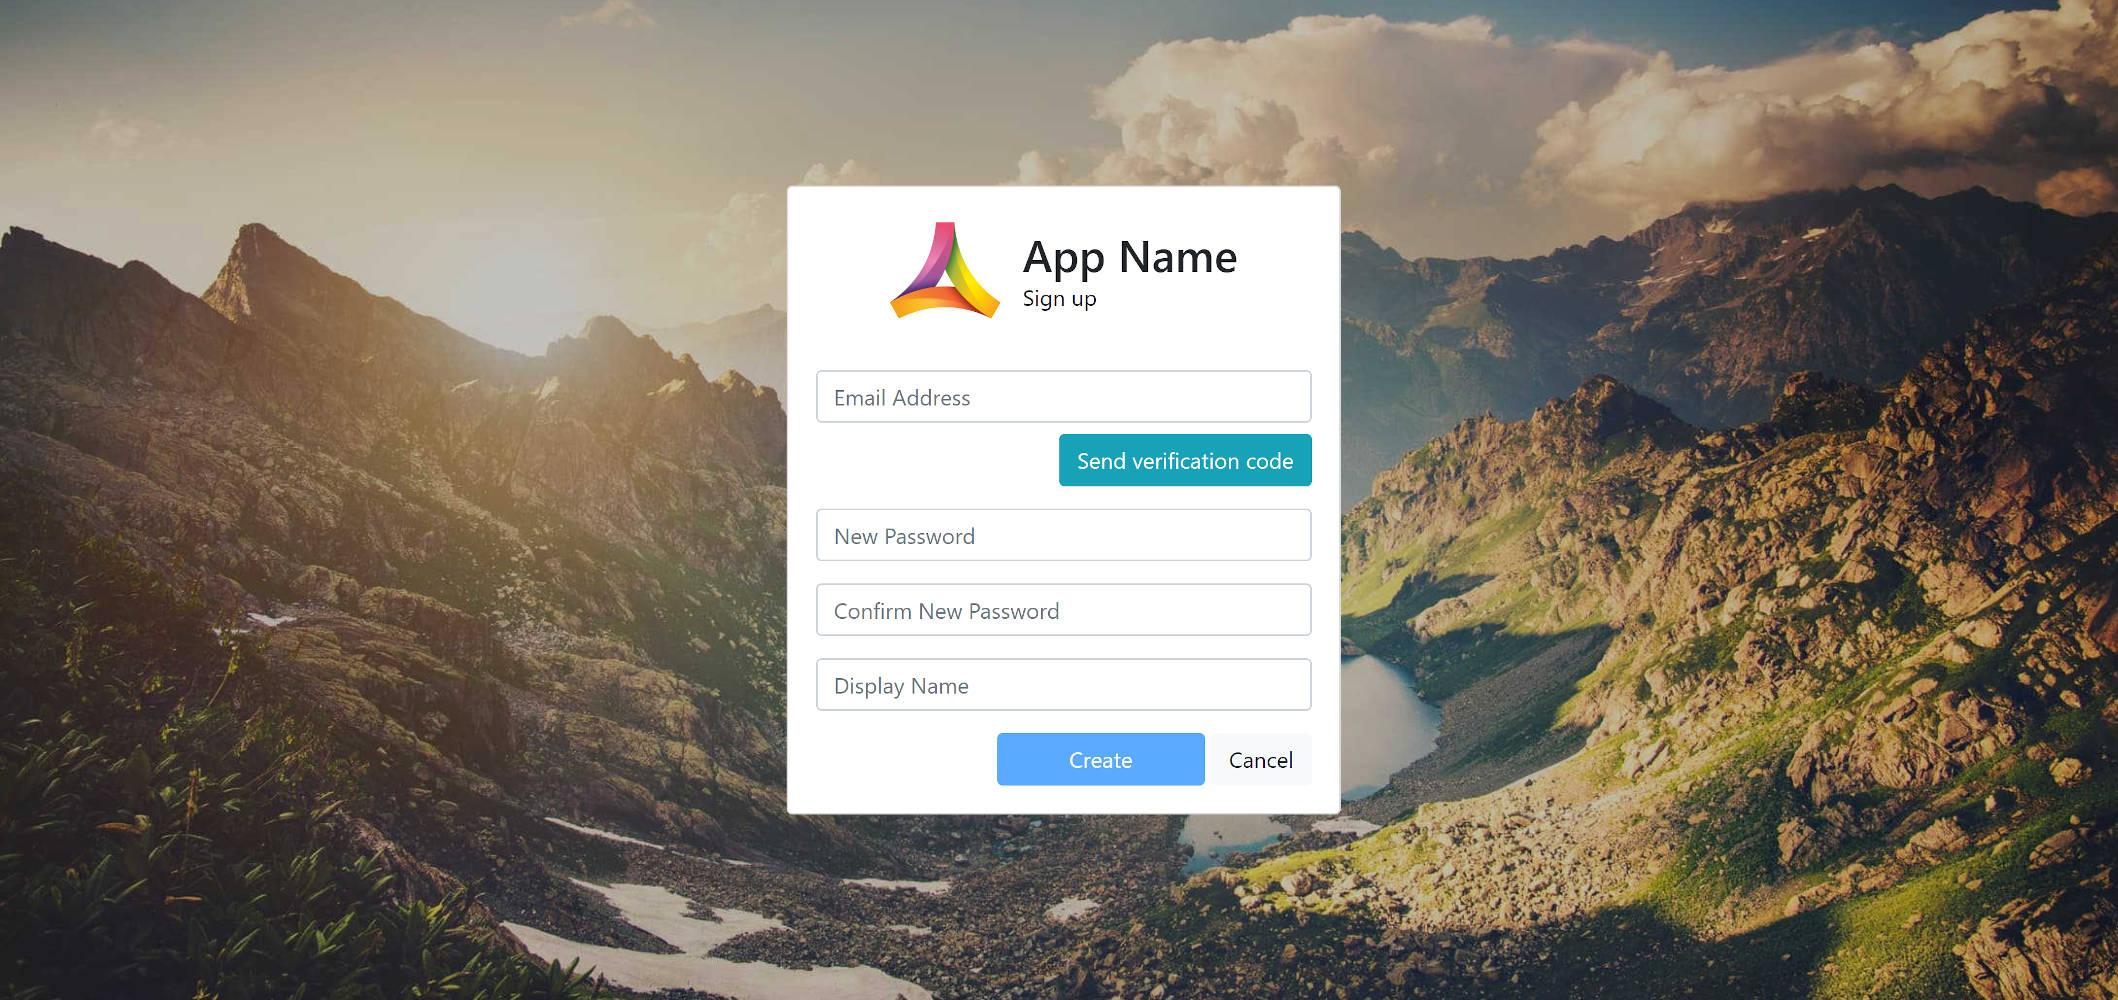 App Name
Sign up
Email Address
Send verification code
New Password
Confirm New Password
Display Name
Create Cancel